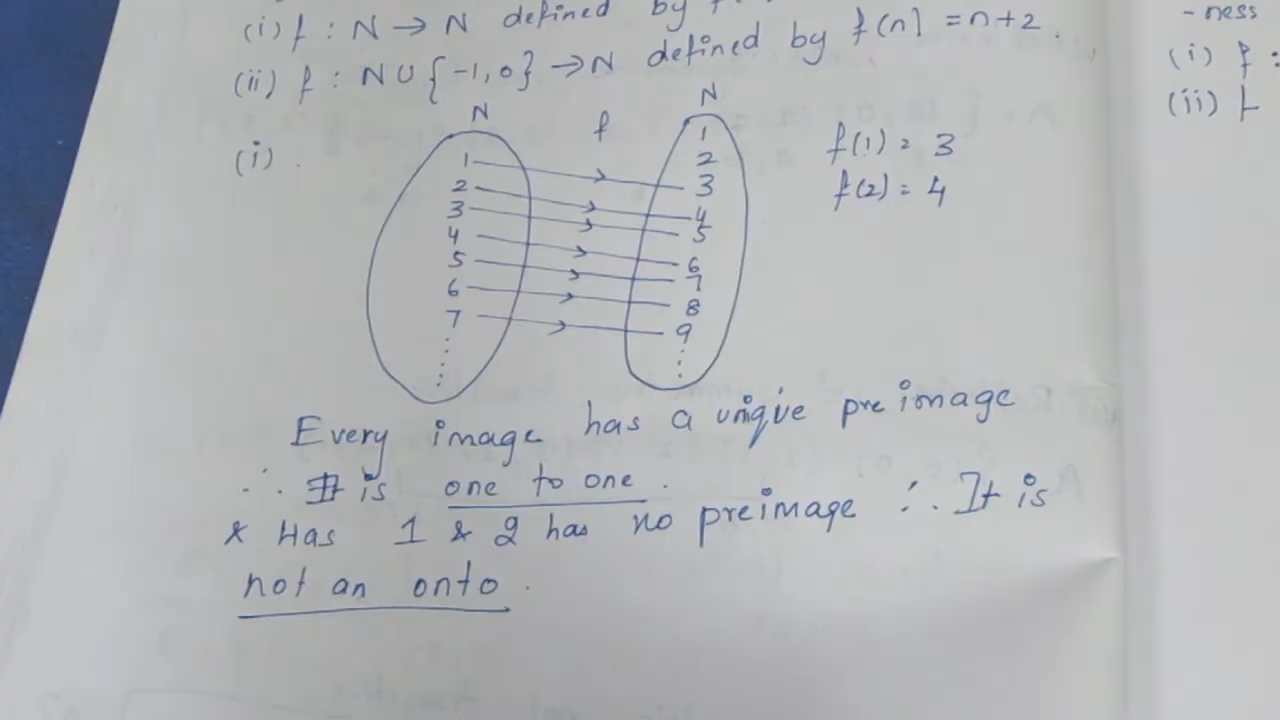 (i) f : N → N defined by f
(ii) f : N ∪ {-1,0} → N defined by f(n) = n+2.
- ness
(i) f :
(ii) f
(i).
N
f
N
1
2
3
4
5
6
7
1
2
3
4
5
6
7
8
9
f(1) = 3
f(2) = 4
Every image has a unique pre image
∴ It is one to one.
& Has 1 & 2 has no preimage ∴ It is
not an onto.